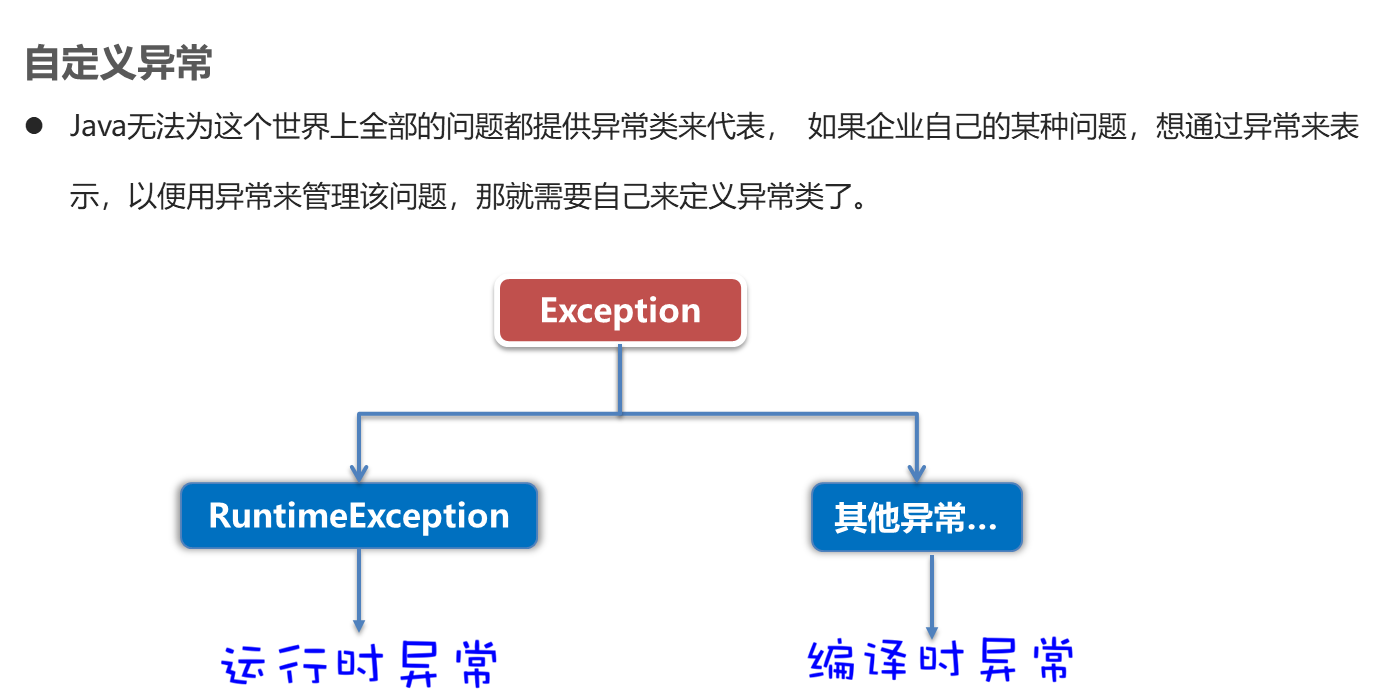 自定义异常
● Java无法为这个世界上全部的问题都提供异常类来代表， 如果企业自己的某种问题，想通过异常来表
示，以便用异常来管理该问题，那就需要自己来定义异常类了。
Exception
RuntimeException
其他异常...
运行时异常
编译时异常